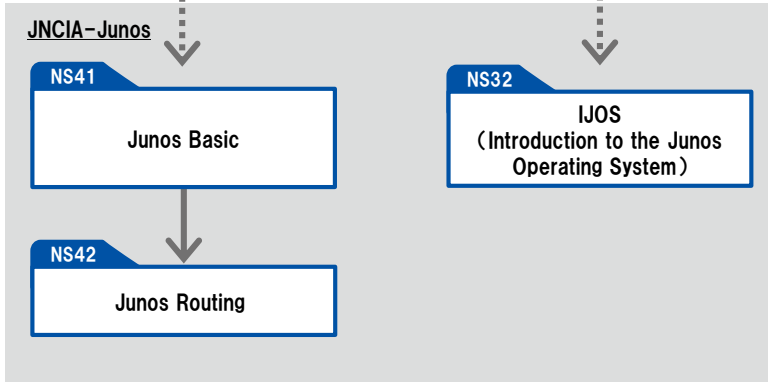 JNCIA-Junos
NS41
Junos Basic
NS32
IJOS
（Introduction to the Junos
Operating System）
NS42
Junos Routing